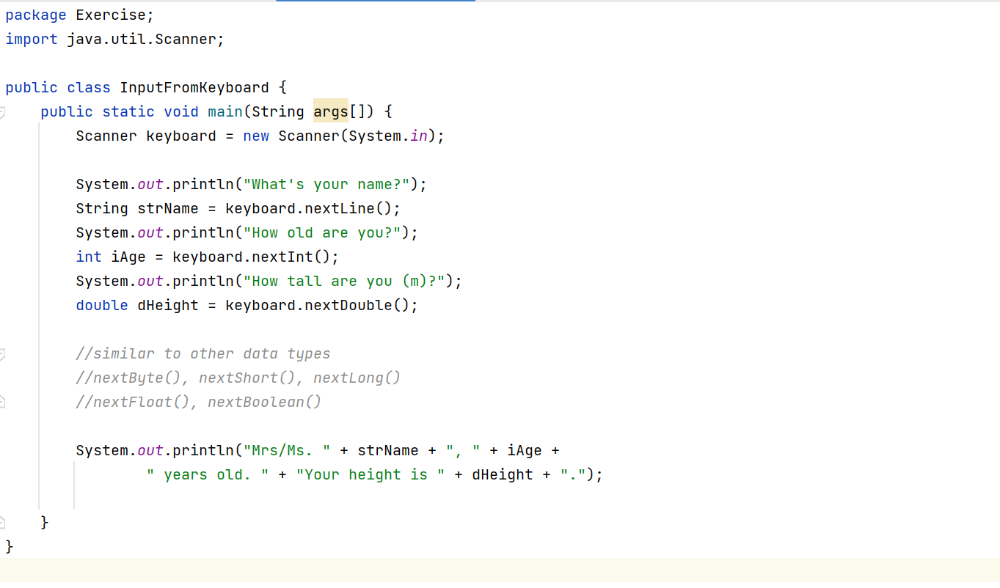 package Exercise;
import java.util.Scanner;
public class InputFromKeyboard {
public static void main(String args[]) {
Scanner keyboard = new Scanner(System.in);
System.out.println("What's your name?");
String strName = keyboard.nextLine();
System.out.println("How old are you?");
int iAge = keyboard.nextInt();
System.out.println("How tall are you (m)?");
double dHeight = keyboard.nextDouble();
//similar to other data types
//nextByte(), nextShort(), nextLong()
//nextFloat(), nextBoolean()
System.out.println("Mrs/Ms. " + strName + ", " + iAge +
" years old. " + "Your height is " + dHeight + ".");
}
}